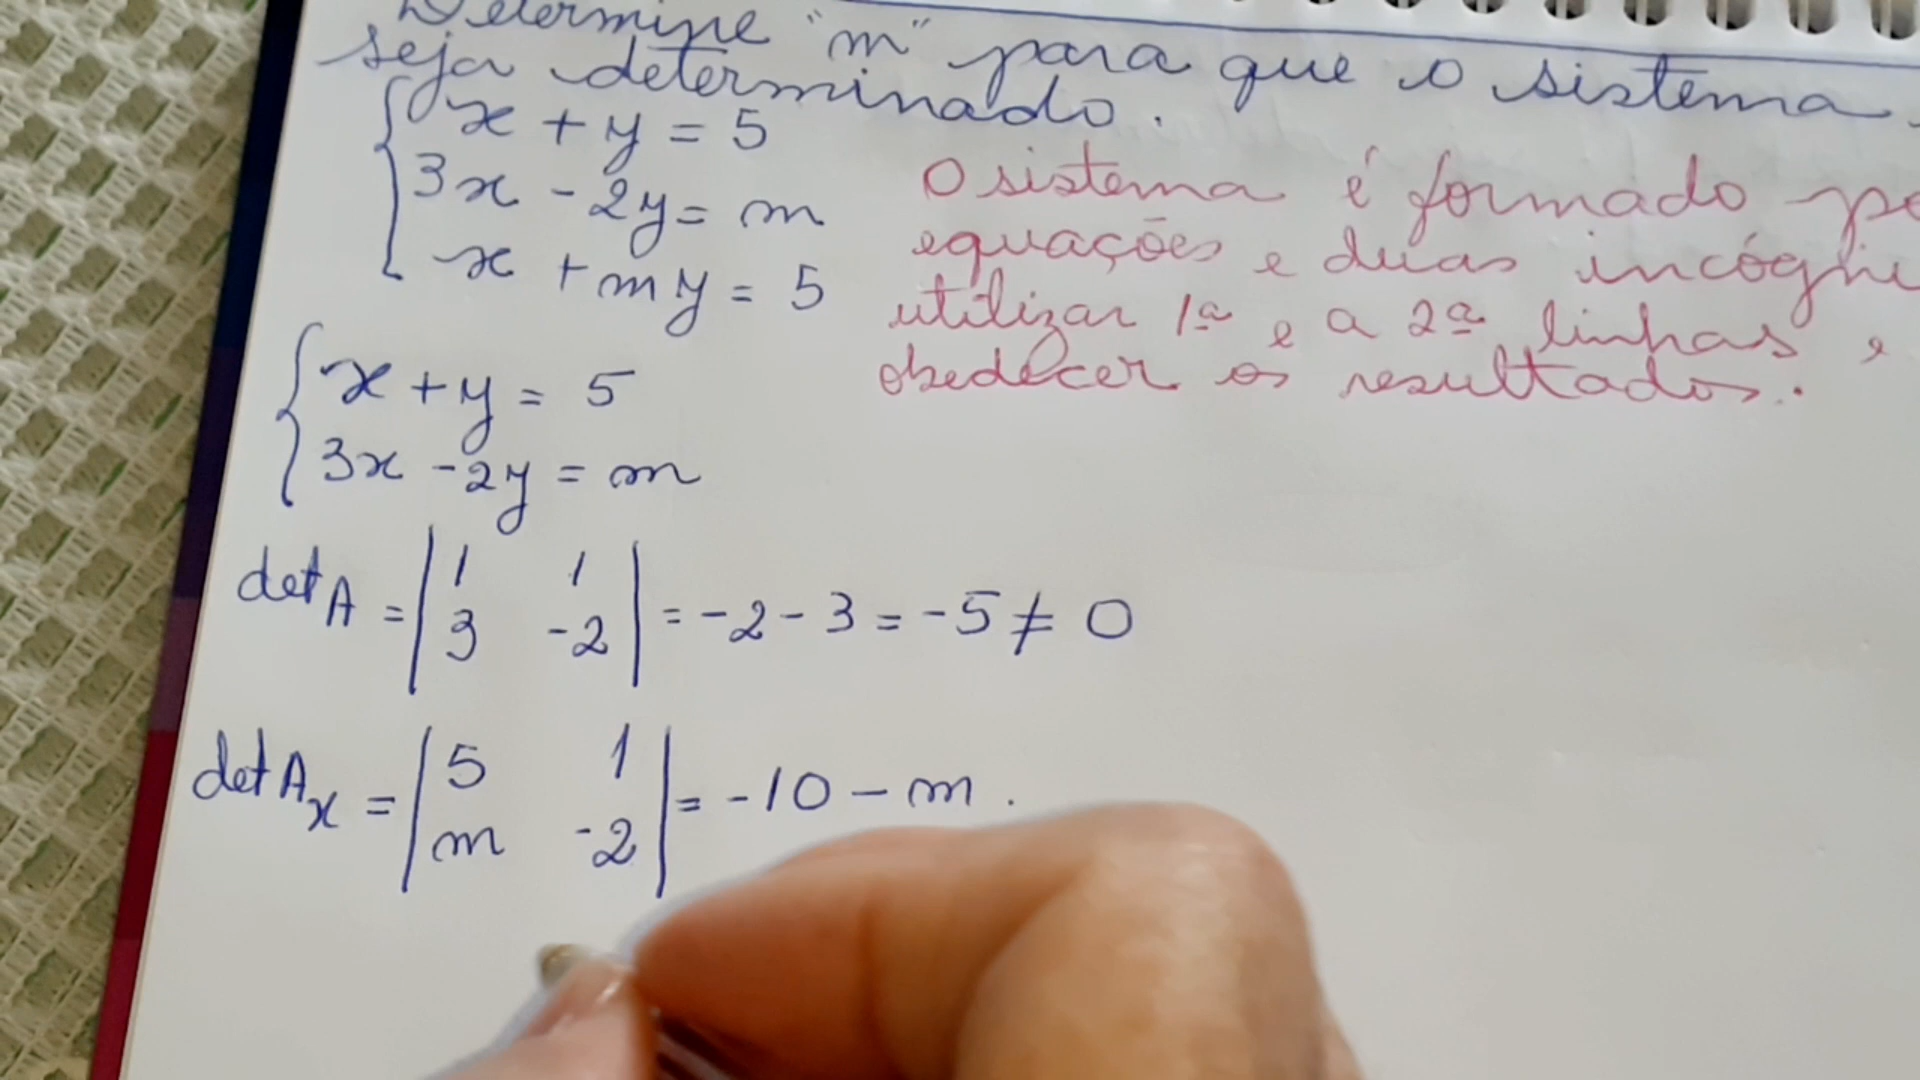 Determine "m" para que o sistema
seja determinado.
x + y = 5
3x - 2y = m
x + my = 5
O sistema é formado
equações e duas
utilizar 1ª e a 2ª linhas e
obedecer os resultados.
x + y = 5
3x - 2y = m
det A = | 1 1 | = -2 - 3 = -5 ≠ 0
| 3 -2 |
det Ax = | 5 1 | = -10 - m.
| m -2 |